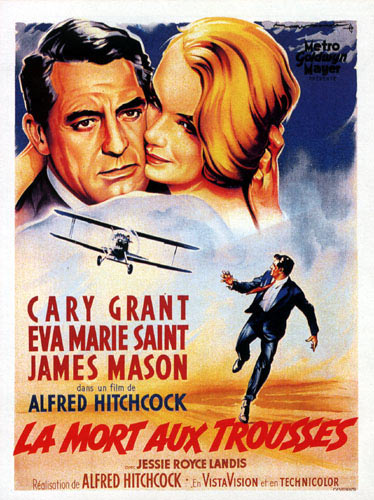 Metro
Goldwyn
Mayer
présente
CARY GRANT
EVA MARIE SAINT
JAMES MASON
dans un film de
ALFRED HITCHCOCK
LA MORT AUX TROUSSES
avec JESSIE ROYCE LANDIS
Réalisation de ALFRED HITCHCOCK . En VISTAVISION et en TECHNICOLOR